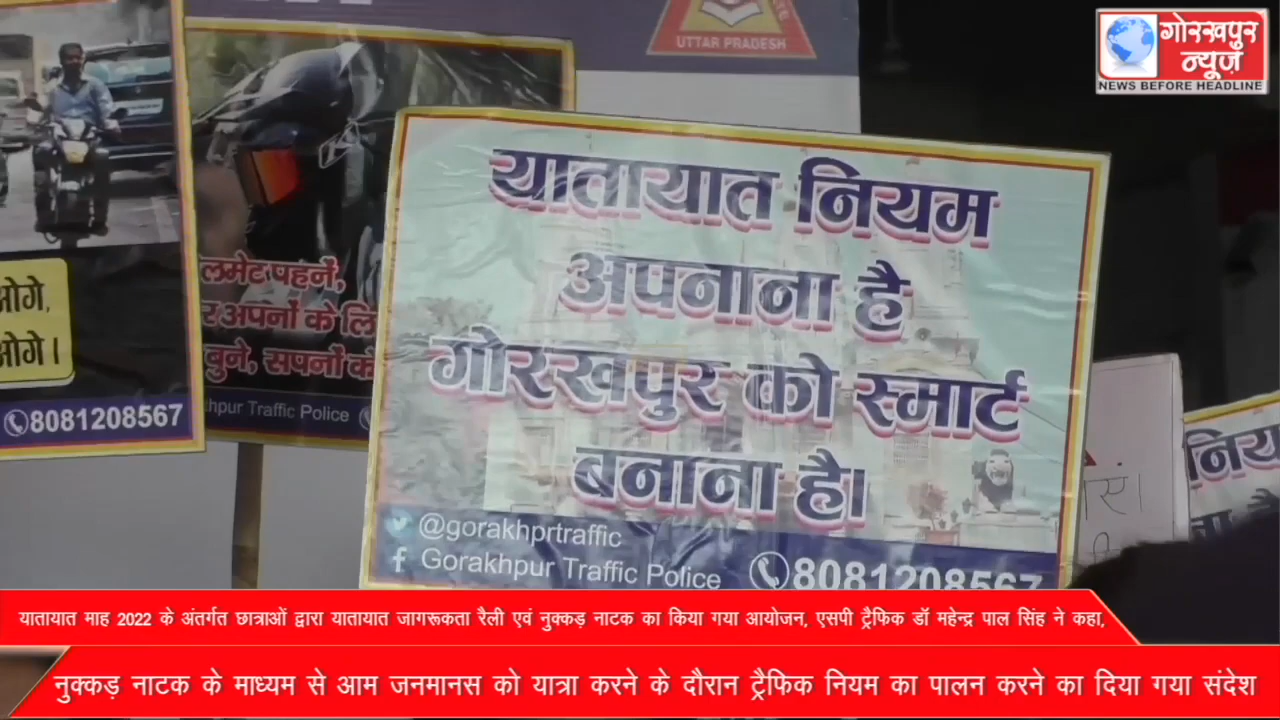 गोरखपुर
न्यूज़
NEWS BEFORE HEADLINE
UTTAR PRADESH
यातायात नियम
अपनाना है
गोरखपुर को स्मार्ट
बनाना है।
@gorakhprtraffic
Gorakhpur Traffic Police
8081208567
लमेट पहनें,
र अपनों को लि
बुने, सपनों को
khpur Traffic Police
ओगे,
ओगे।
8081208567
निय
यातायात माह 2022 के अंतर्गत छात्राओं द्वारा यातायात जागरूकता रैली एवं नुक्कड़ नाटक का किया गया आयोजन, एसपी ट्रैफिक डॉ महेन्द्र पाल सिंह ने कहा,
नुक्कड़ नाटक के माध्यम से आम जनमानस को यात्रा करने के दौरान ट्रैफिक नियम का पालन करने का दिया गया संदेश